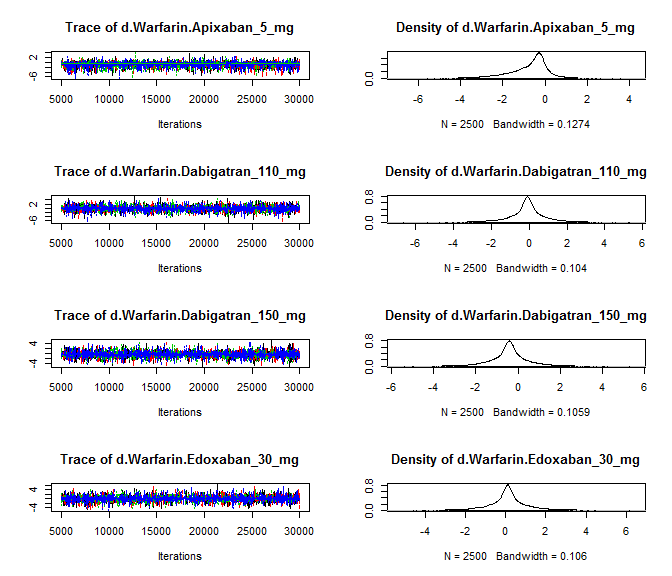 Trace of d.Warfarin.Apixaban_5_mg
2
-6
5000 10000 15000 20000 25000 30000
Iterations
Density of d.Warfarin.Apixaban_5_mg
0.0
-6 -4 -2 0 2 4
N = 2500 Bandwidth = 0.1274
Trace of d.Warfarin.Dabigatran_110_mg
2
-6
5000 10000 15000 20000 25000 30000
Iterations
Density of d.Warfarin.Dabigatran_110_mg
0.8
0.0
-6 -4 -2 0 2 4 6
N = 2500 Bandwidth = 0.104
Trace of d.Warfarin.Dabigatran_150_mg
4
-4
5000 10000 15000 20000 25000 30000
Iterations
Density of d.Warfarin.Dabigatran_150_mg
0.8
0.0
-6 -4 -2 0 2 4 6
N = 2500 Bandwidth = 0.1059
Trace of d.Warfarin.Edoxaban_30_mg
4
-4
5000 10000 15000 20000 25000 30000
Iterations
Density of d.Warfarin.Edoxaban_30_mg
0.8
0.0
-4 -2 0 2 4 6
N = 2500 Bandwidth = 0.106